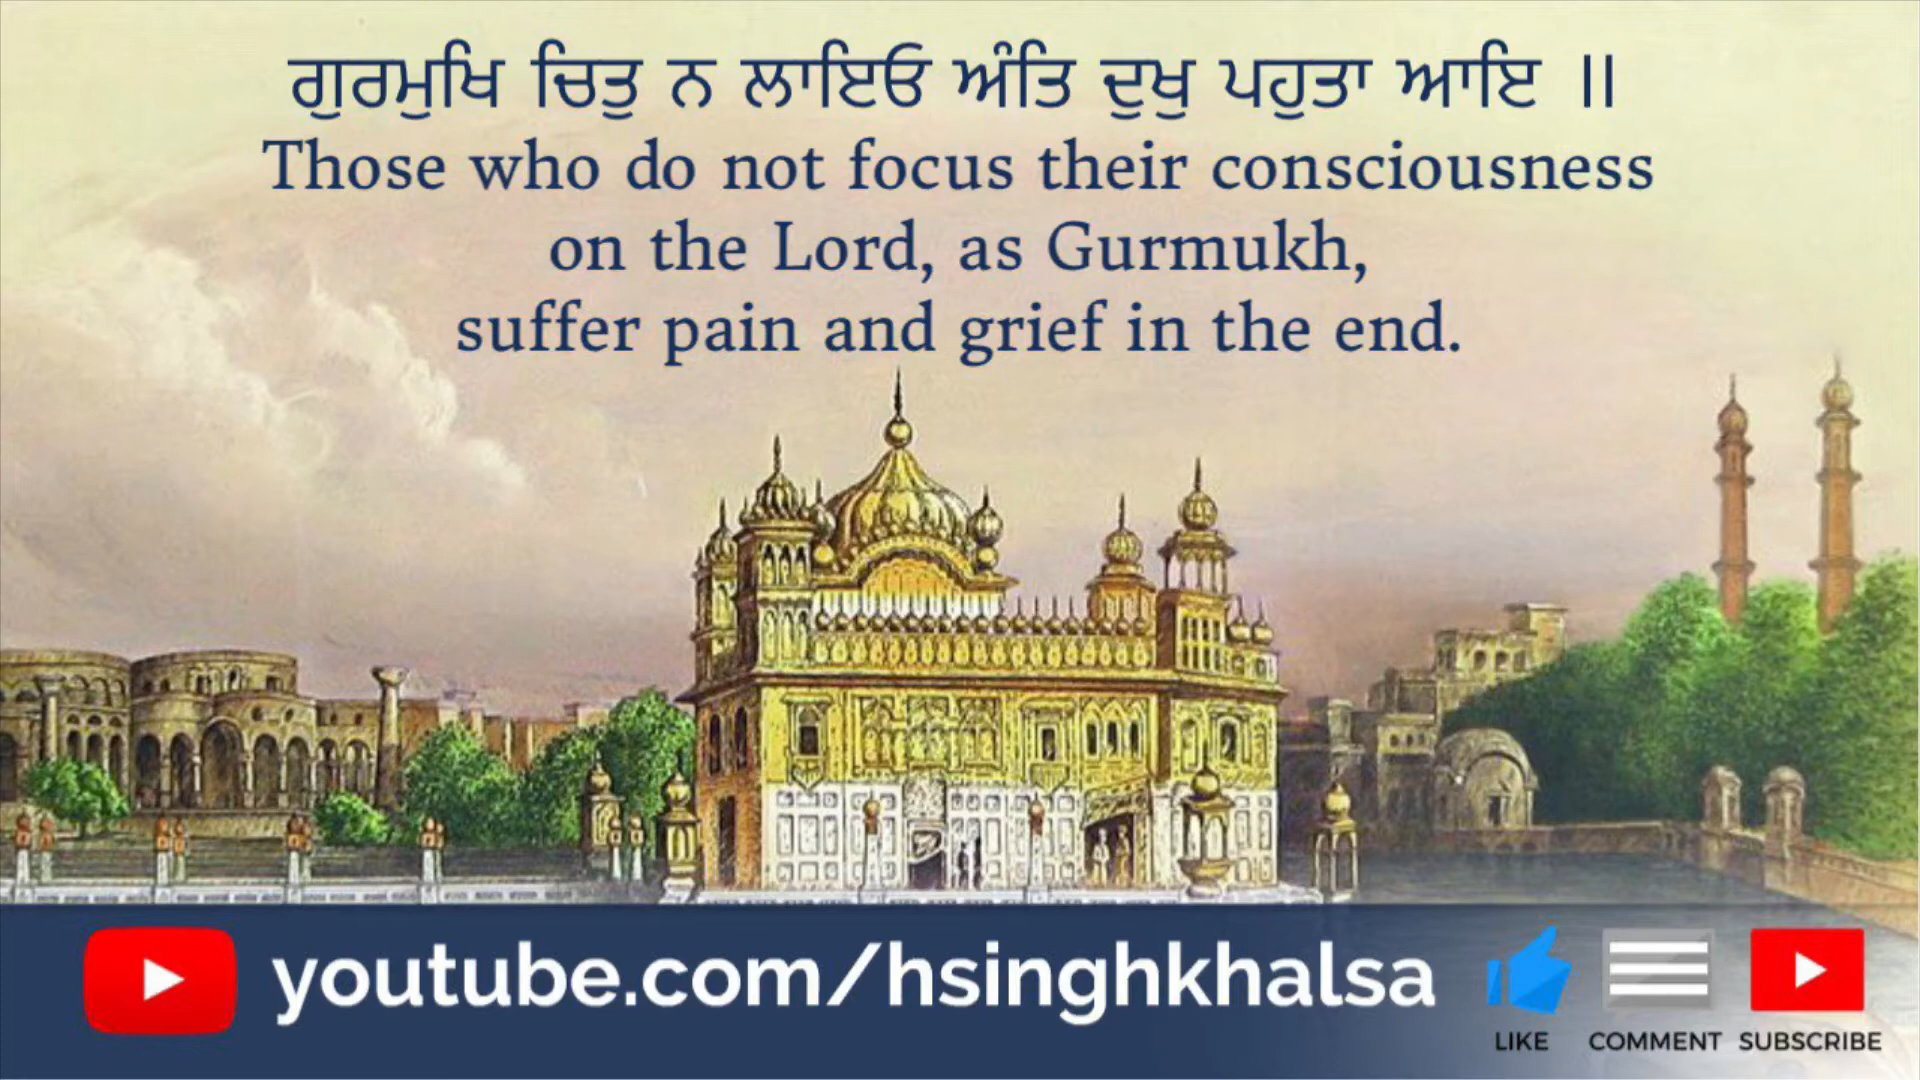 ਗੁਰਮੁਖਿ ਚਿਤੁ ਨ ਲਾਇਓ ਅੰਤਿ ਦੁਖੁ ਪਹੁਤਾ ਆਇ ॥
Those who do not focus their consciousness
on the Lord, as Gurmukh,
suffer pain and grief in the end.
youtube.com/hsinghkhalsa
LIKE COMMENT SUBSCRIBE